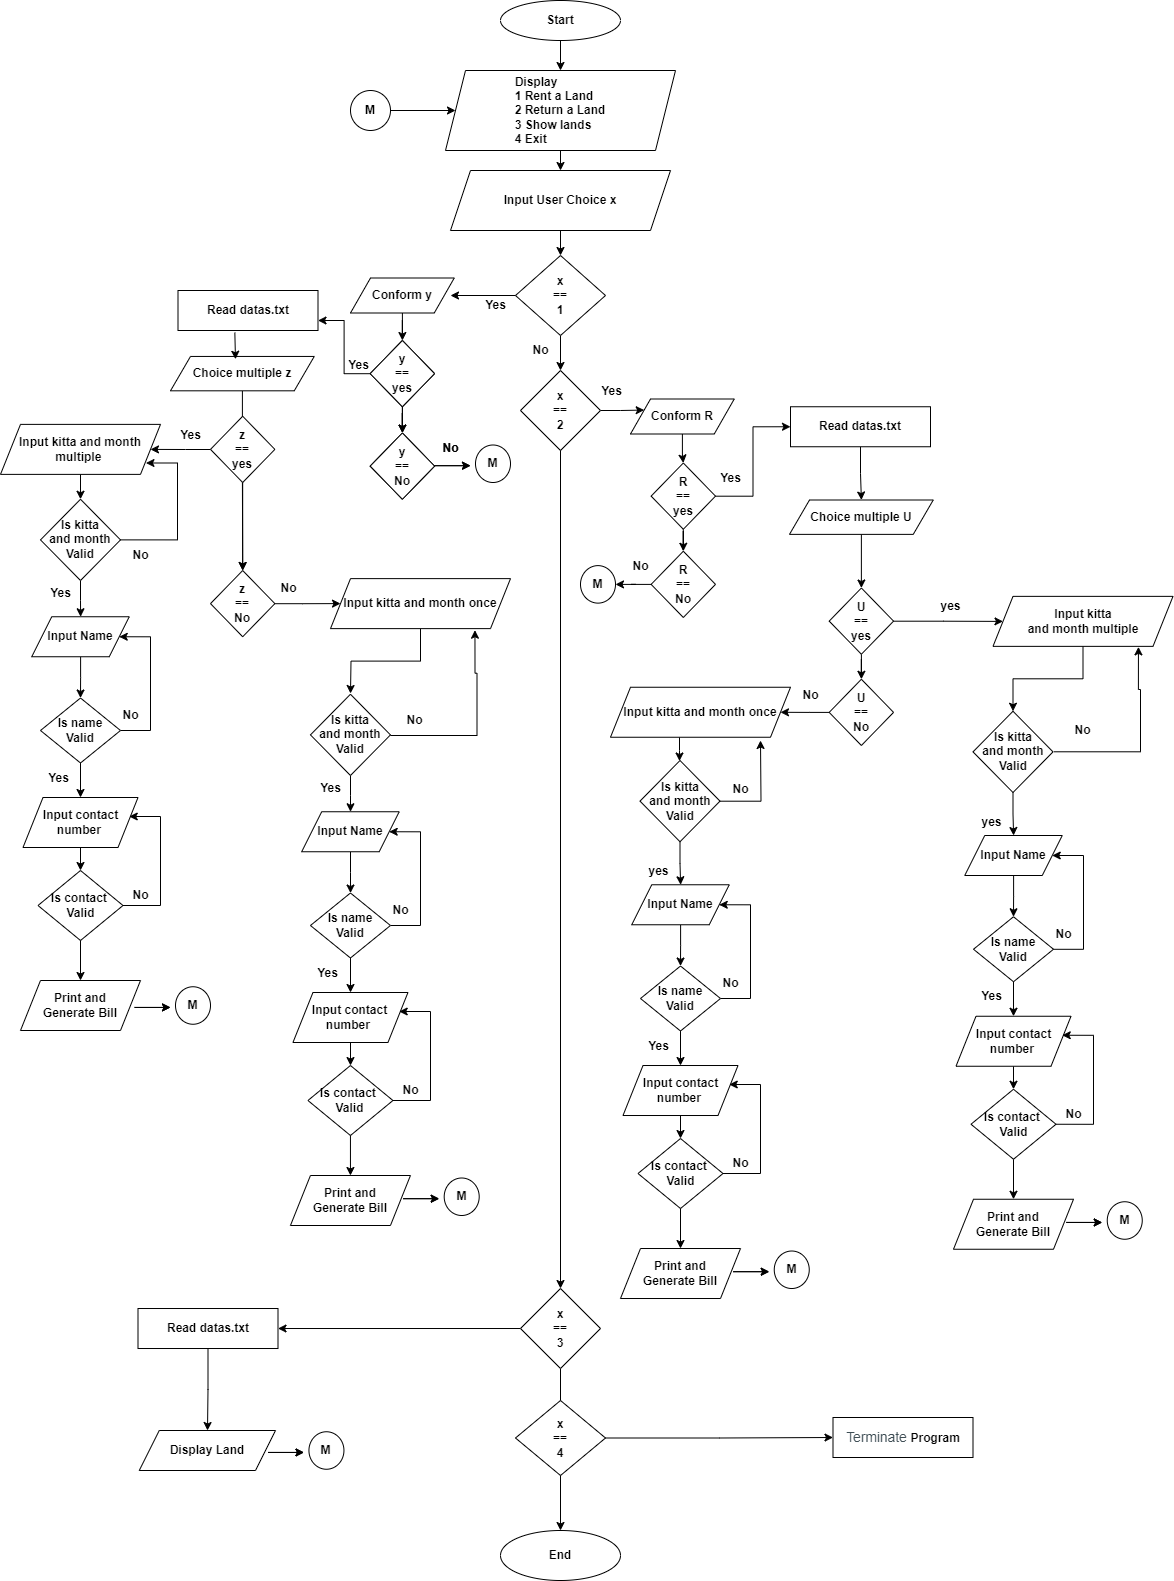 Start
Display
1 Rent a Land
2 Return a Land
3 Show lands
4 Exit
M
Input User Choice x
x
==
1
Yes
No
Conform y
Read datas.txt
Yes
y
==
yes
Choice multiple z
y
==
No
No
M
z
==
yes
Yes
Input kitta and month
multiple
Is kitta
and month
Valid
No
Yes
Input Name
Is name
Valid
No
Yes
Input contact
number
Is contact
Valid
No
Print and
Generate Bill
M
z
==
No
No
Input kitta and month once
Is kitta
and month
Valid
No
Yes
Input Name
Is name
Valid
No
Yes
Input contact
number
Is contact
Valid
No
Print and
Generate Bill
M
x
==
2
Yes
Conform R
R
==
yes
Yes
Read datas.txt
R
==
No
No
M
Choice multiple U
U
==
yes
yes
Input kitta
and month multiple
U
==
No
No
Input kitta and month once
Is kitta
and month
Valid
No
yes
Input Name
Is name
Valid
No
Yes
Input contact
number
Is contact
Valid
No
Print and
Generate Bill
M
Is kitta
and month
Valid
No
yes
Input Name
Is name
Valid
No
Yes
Input contact
number
Is contact
Valid
No
Print and
Generate Bill
M
x
==
3
Read datas.txt
Display Land
M
x
==
4
Terminate Program
End